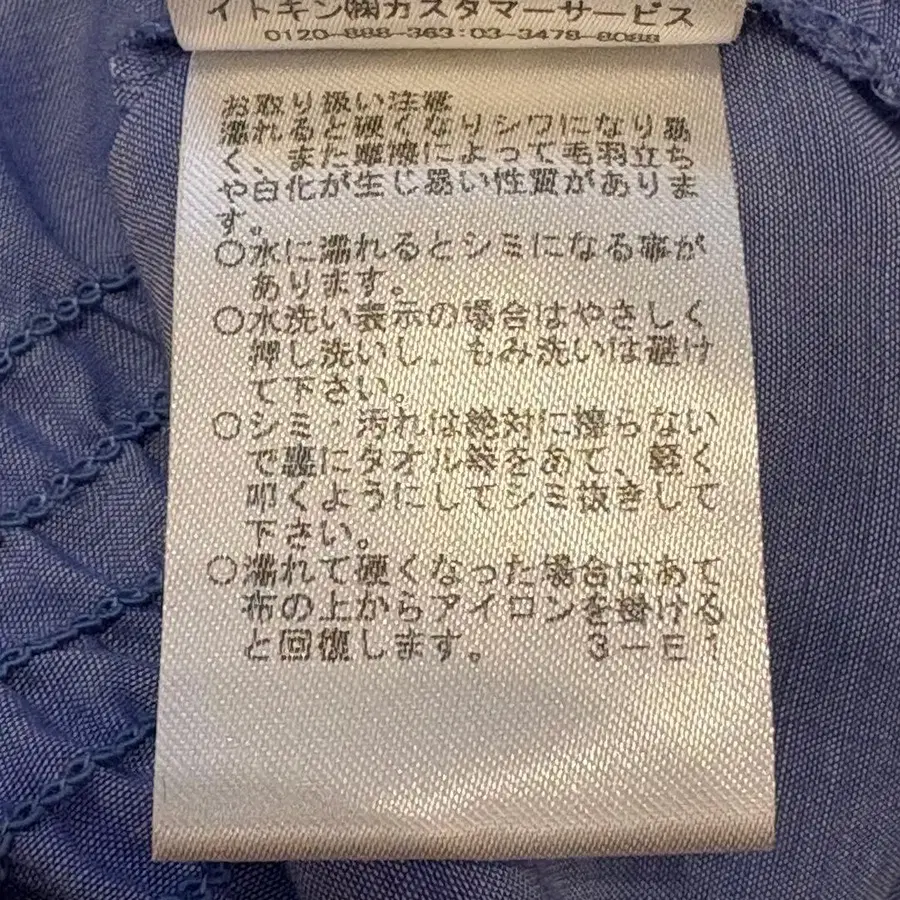 イトキン㈱カスタマーサービス
0120-888-363:03-3478-8088
お取り扱い注意
濡れると硬くなりシワになり易
く、また摩擦によって毛羽立ち
や白化が生じ易い性質がありま
す。
○水に濡れるとシミになる事が
あります。
○水洗い表示の場合はやさしく
押し洗いし、もみ洗いは避け
て下さい。
○シミ・汚れは絶対に擦らない
で裏にタオル等をあて、軽く
叩くようにしてシミ抜きして
下さい。
○濡れて硬くなった場合はあて
布の上からアイロンを掛ける
と回復します。 3-E1